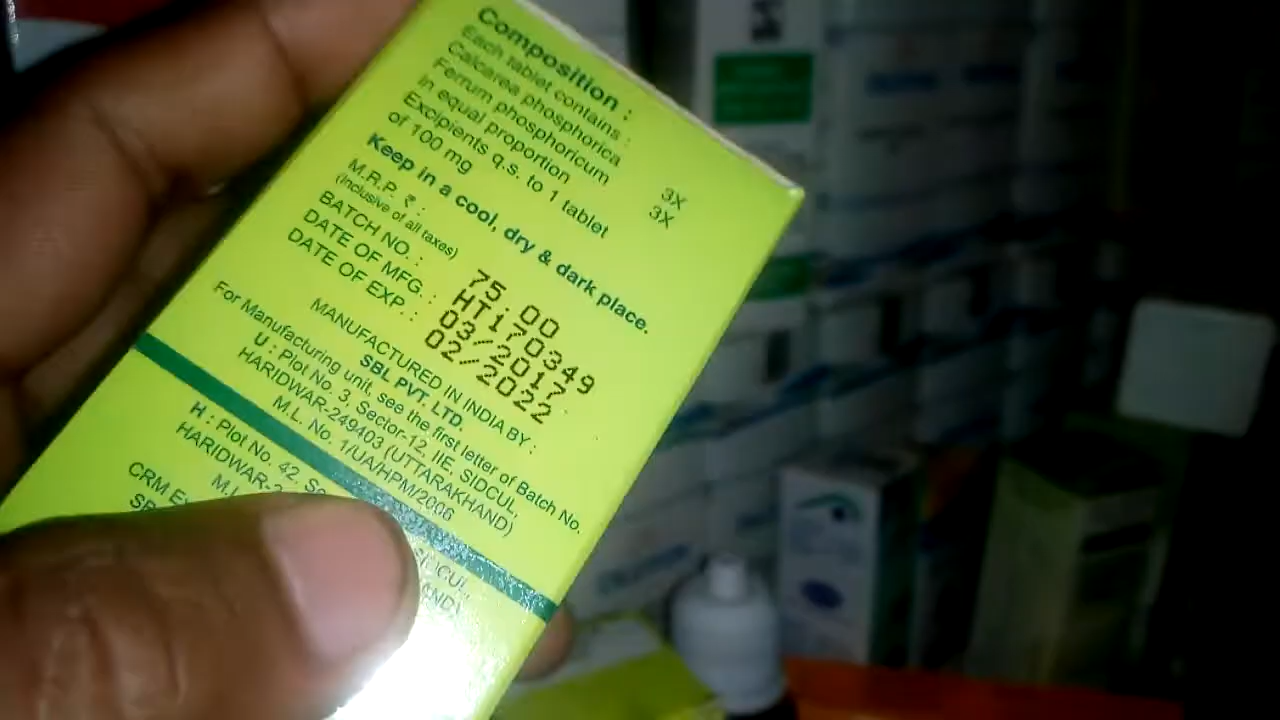 Composition :
Each tablet contains :
Calcarea phosphorica 3X
Ferrum phosphoricum 3X
in equal proportion
Excipients q.s. to 1 tablet
of 100 mg
Keep in a cool, dry & dark place.
M.R.P. ₹ : 75.00
(Inclusive of all taxes)
BATCH NO. : HT170349
DATE OF MFG. : 03/2017
DATE OF EXP. : 02/2022
MANUFACTURED IN INDIA BY :
SBL PVT. LTD.
For Manufacturing unit, see the first letter of Batch No.
U : Plot No. 3, Sector-12, IIE, SIDCUL,
HARIDWAR-249403 (UTTARAKHAND)
M.L. No. 1/UA/HPM/2006
H : Plot No. 42,
HARIDWAR-
CRM